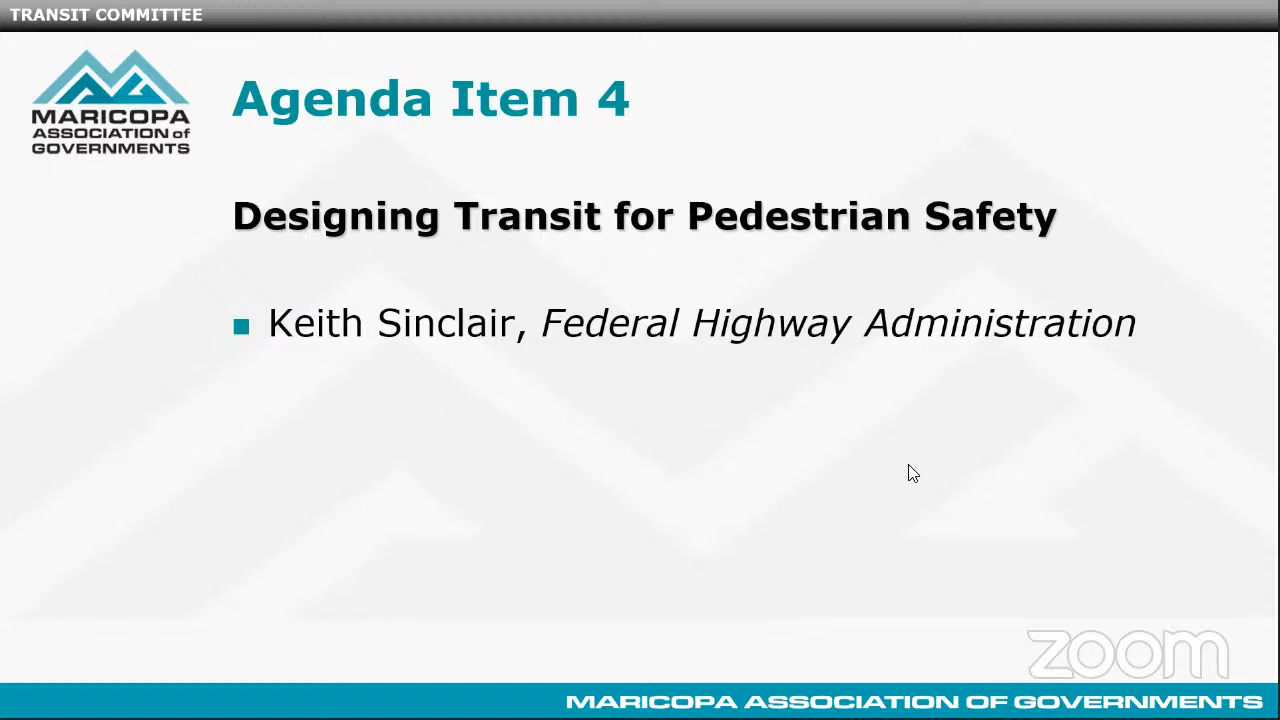 TRANSIT COMMITTEE
MARICOPA
ASSOCIATION of
GOVERNMENTS
Agenda Item 4
Designing Transit for Pedestrian Safety
Keith Sinclair, Federal Highway Administration
zoom
MARICOPA ASSOCIATION OF GOVERNMENTS